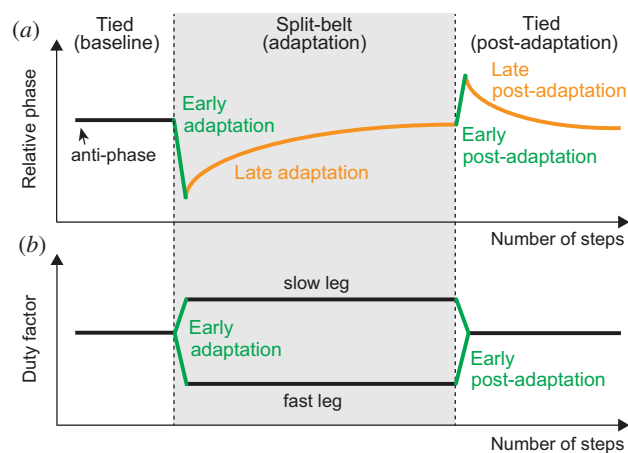 Tied
(baseline)
Split-belt
(adaptation)
Tied
(post-adaptation)
(a)
Relative phase
anti-phase
Early
adaptation
Late adaptation
Late
post-adaptation
Early
post-adaptation
Number of steps
(b)
Duty factor
slow leg
Early
adaptation
fast leg
Early
post-adaptation
Number of steps